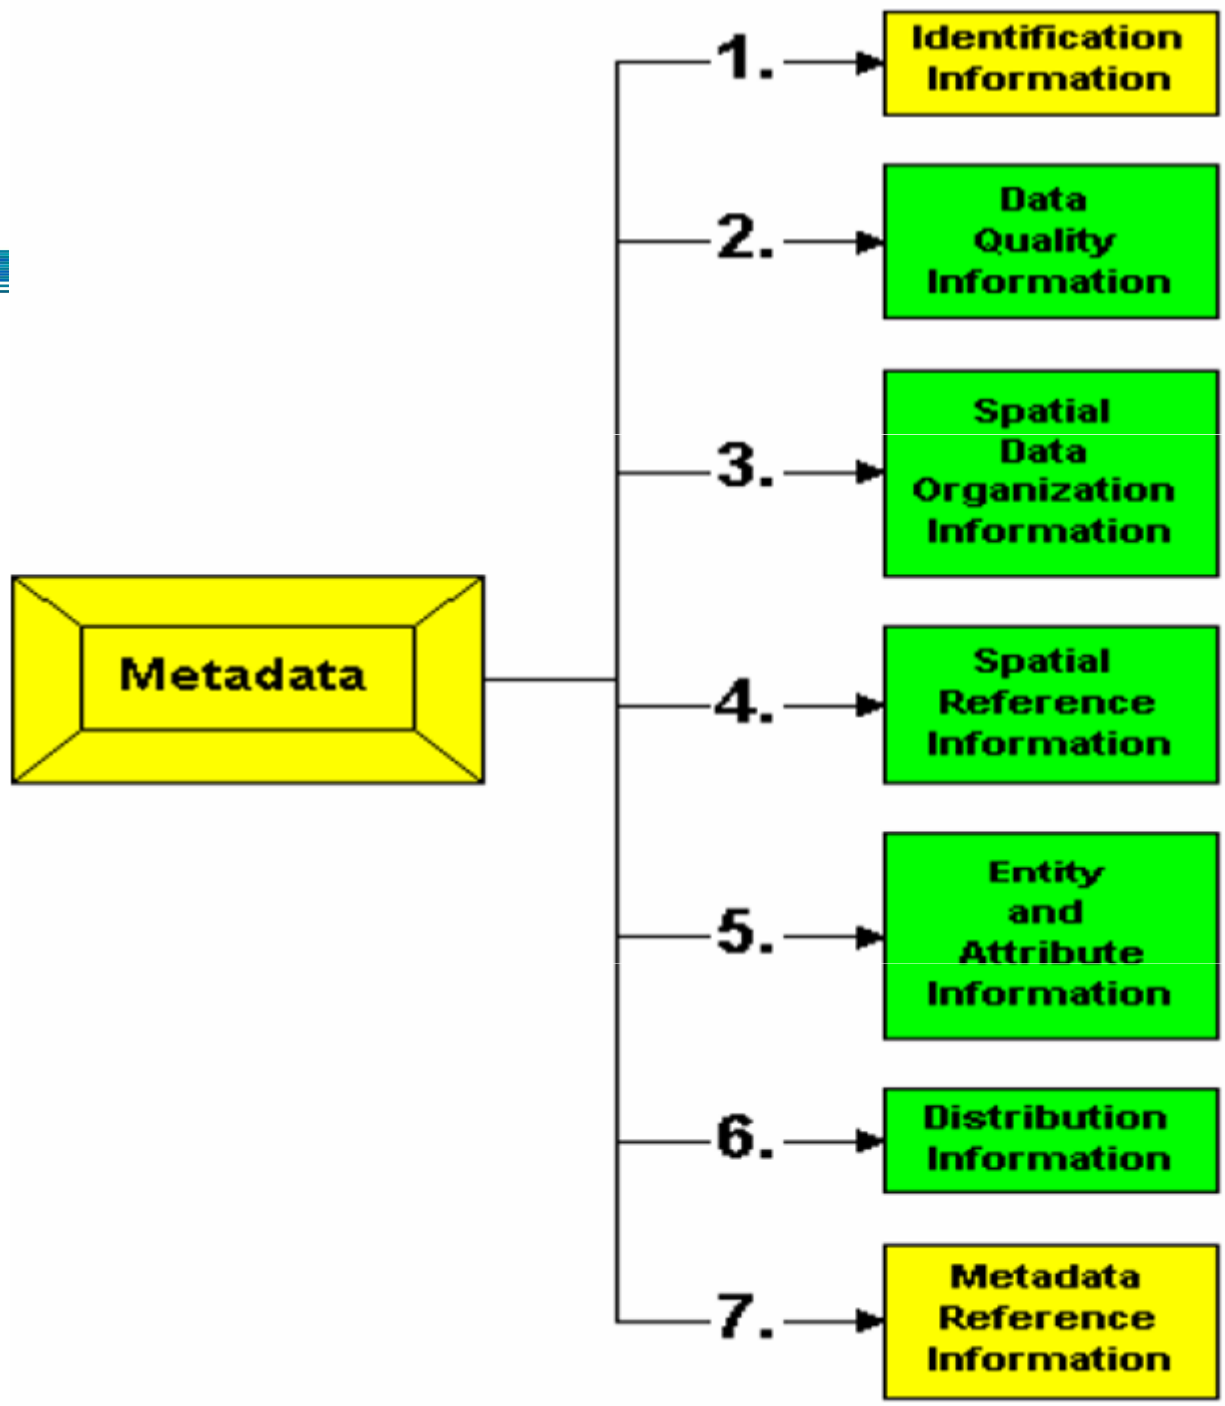 Metadata
1.
Identification
Information
2.
Data
Quality
Information
3.
Spatial
Data
Organization
Information
4.
Spatial
Reference
Information
5.
Entity
and
Attribute
Information
6.
Distribution
Information
7.
Metadata
Reference
Information